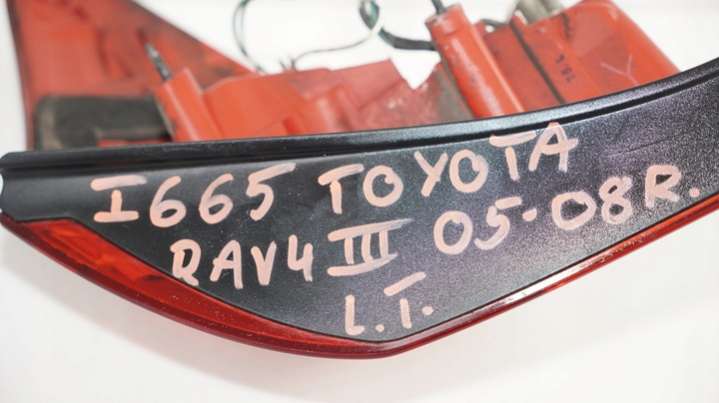 I665 TOYOTA
RAV4 III 05-08R.
L.T.